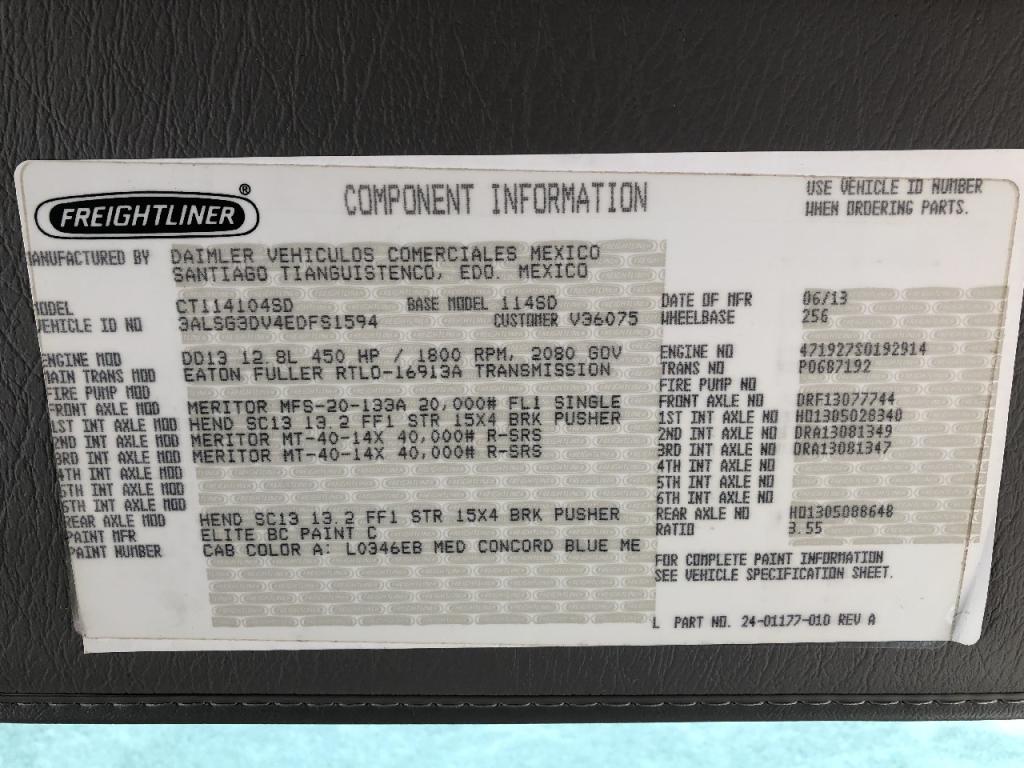 FREIGHTLINER®
COMPONENT INFORMATION
USE VEHICLE ID NUMBER
WHEN ORDERING PARTS.
MANUFACTURED BY DAIMLER VEHICULOS COMERCIALES MEXICO
SANTIAGO TIANGUISTENCO, EDO. MEXICO
MODEL CT114104SD BASE MODEL 114SD DATE OF MFR 06/13
VEHICLE ID NO 3ALSG3DV4EDFS1594 CUSTOMER V36075 WHEELBASE 256
ENGINE MOD DD13 12.8L 450 HP / 1800 RPM, 2080 GOV ENGINE NO 471927S0192914
MAIN TRANS MOD EATON FULLER RTLO-16913A TRANSMISSION TRANS NO P0687192
FIRE PUMP MOD FIRE PUMP NO
FRONT AXLE MOD MERITOR MFS-20-133A 20,000# FL1 SINGLE FRONT AXLE NO DRF13077744
1ST INT AXLE MOD HEND SC13 13.2 FF1 STR 15X4 BRK PUSHER 1ST INT AXLE NO HD1305028340
2ND INT AXLE MOD MERITOR MT-40-14X 40,000# R-SRS 2ND INT AXLE NO DRA13081349
3RD INT AXLE MOD MERITOR MT-40-14X 40,000# R-SRS 3RD INT AXLE NO DRA13081347
4TH INT AXLE MOD 4TH INT AXLE NO
5TH INT AXLE MOD 5TH INT AXLE NO
6TH INT AXLE MOD 6TH INT AXLE NO
REAR AXLE MOD HEND SC13 13.2 FF1 STR 15X4 BRK PUSHER REAR AXLE NO HD1305088648
PAINT MFR ELITE BC PAINT C RATIO 3.55
PAINT NUMBER CAB COLOR A: L0346EB MED CONCORD BLUE ME
FOR COMPLETE PAINT INFORMATION
SEE VEHICLE SPECIFICATION SHEET.
L PART NO. 24-01177-010 REV A